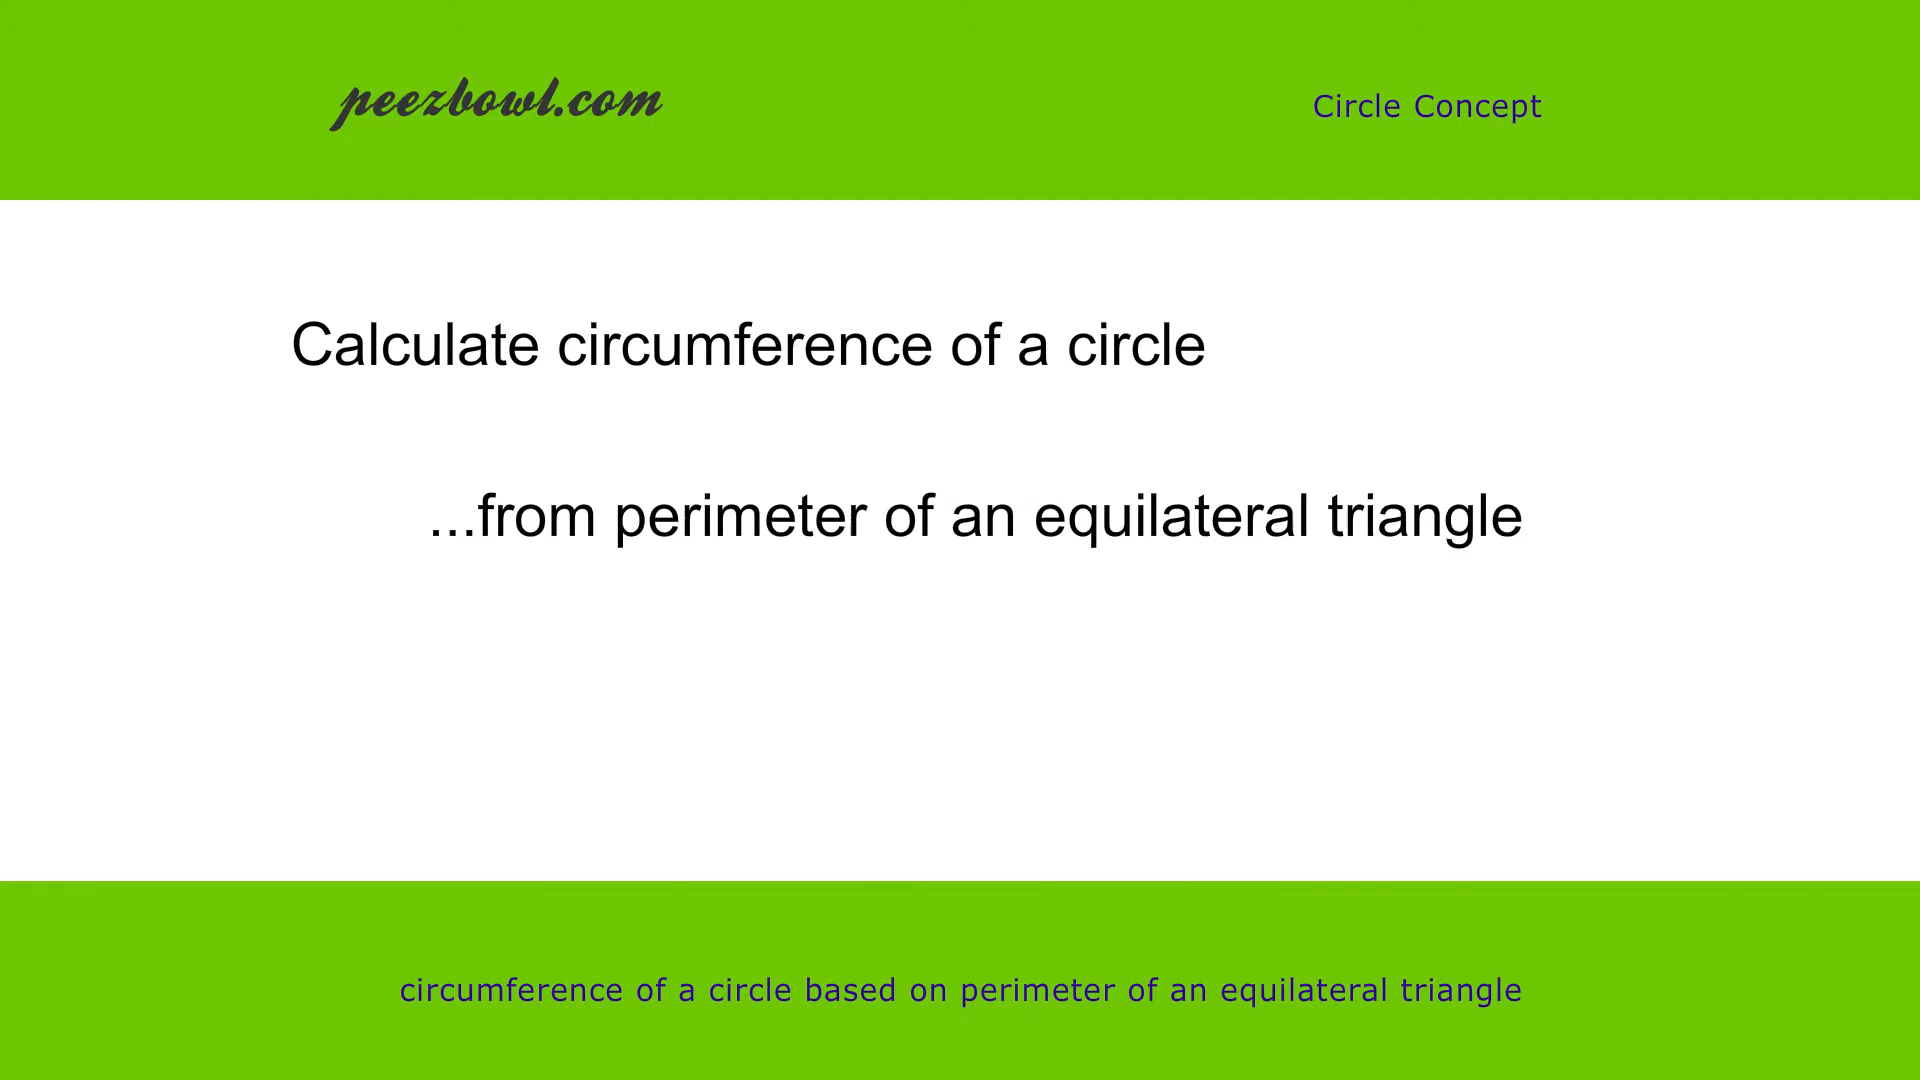 peezbowl.com
Circle Concept
Calculate circumference of a circle
...from perimeter of an equilateral triangle
circumference of a circle based on perimeter of an equilateral triangle